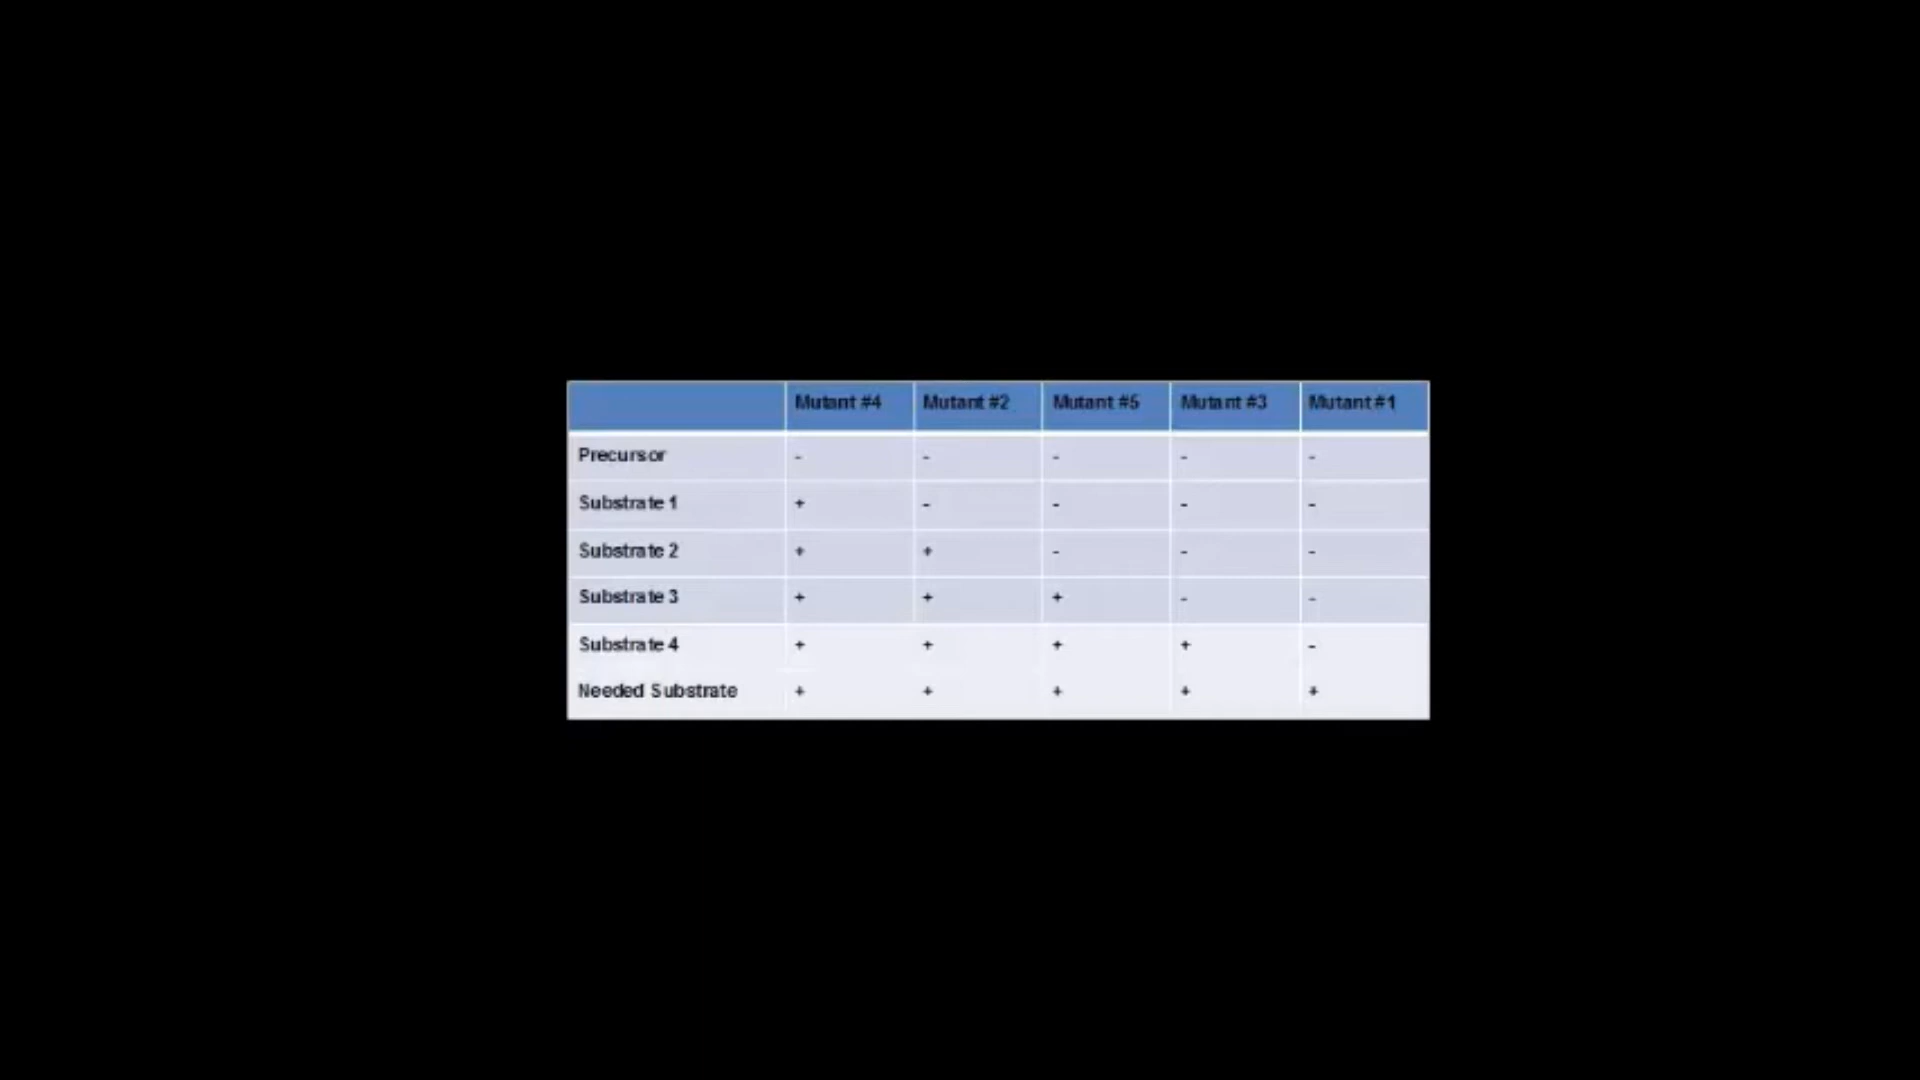 Mutant #4 Mutant #2 Mutant #5 Mutant #3 Mutant #1
Precursor - - - - -
Substrate 1 + - - - -
Substrate 2 + + - - -
Substrate 3 + + + - -
Substrate 4 + + + + -
Needed Substrate + + + + +